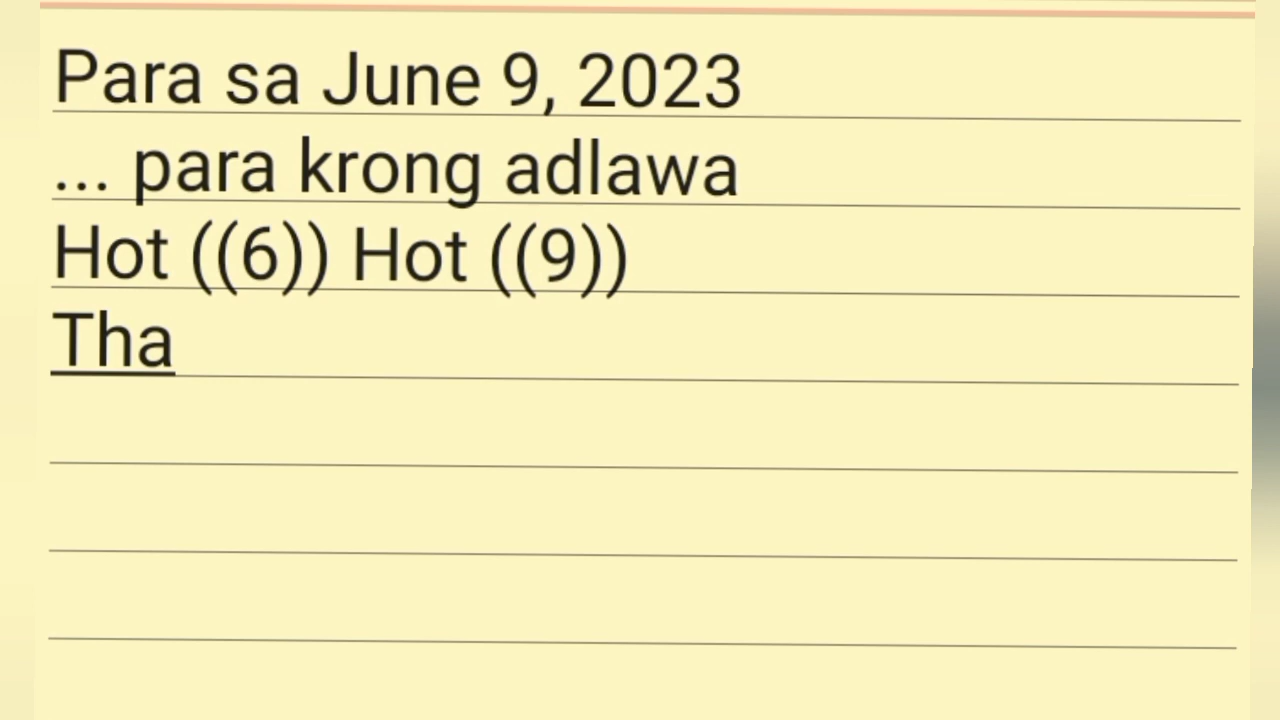 Para sa June 9, 2023
... para krong adlawa
Hot ((6)) Hot ((9))
Tha